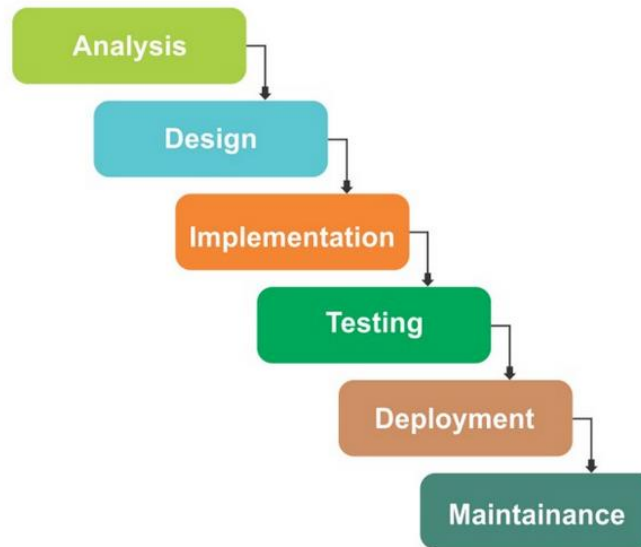 Analysis
Design
Implementation
Testing
Deployment
Maintainance